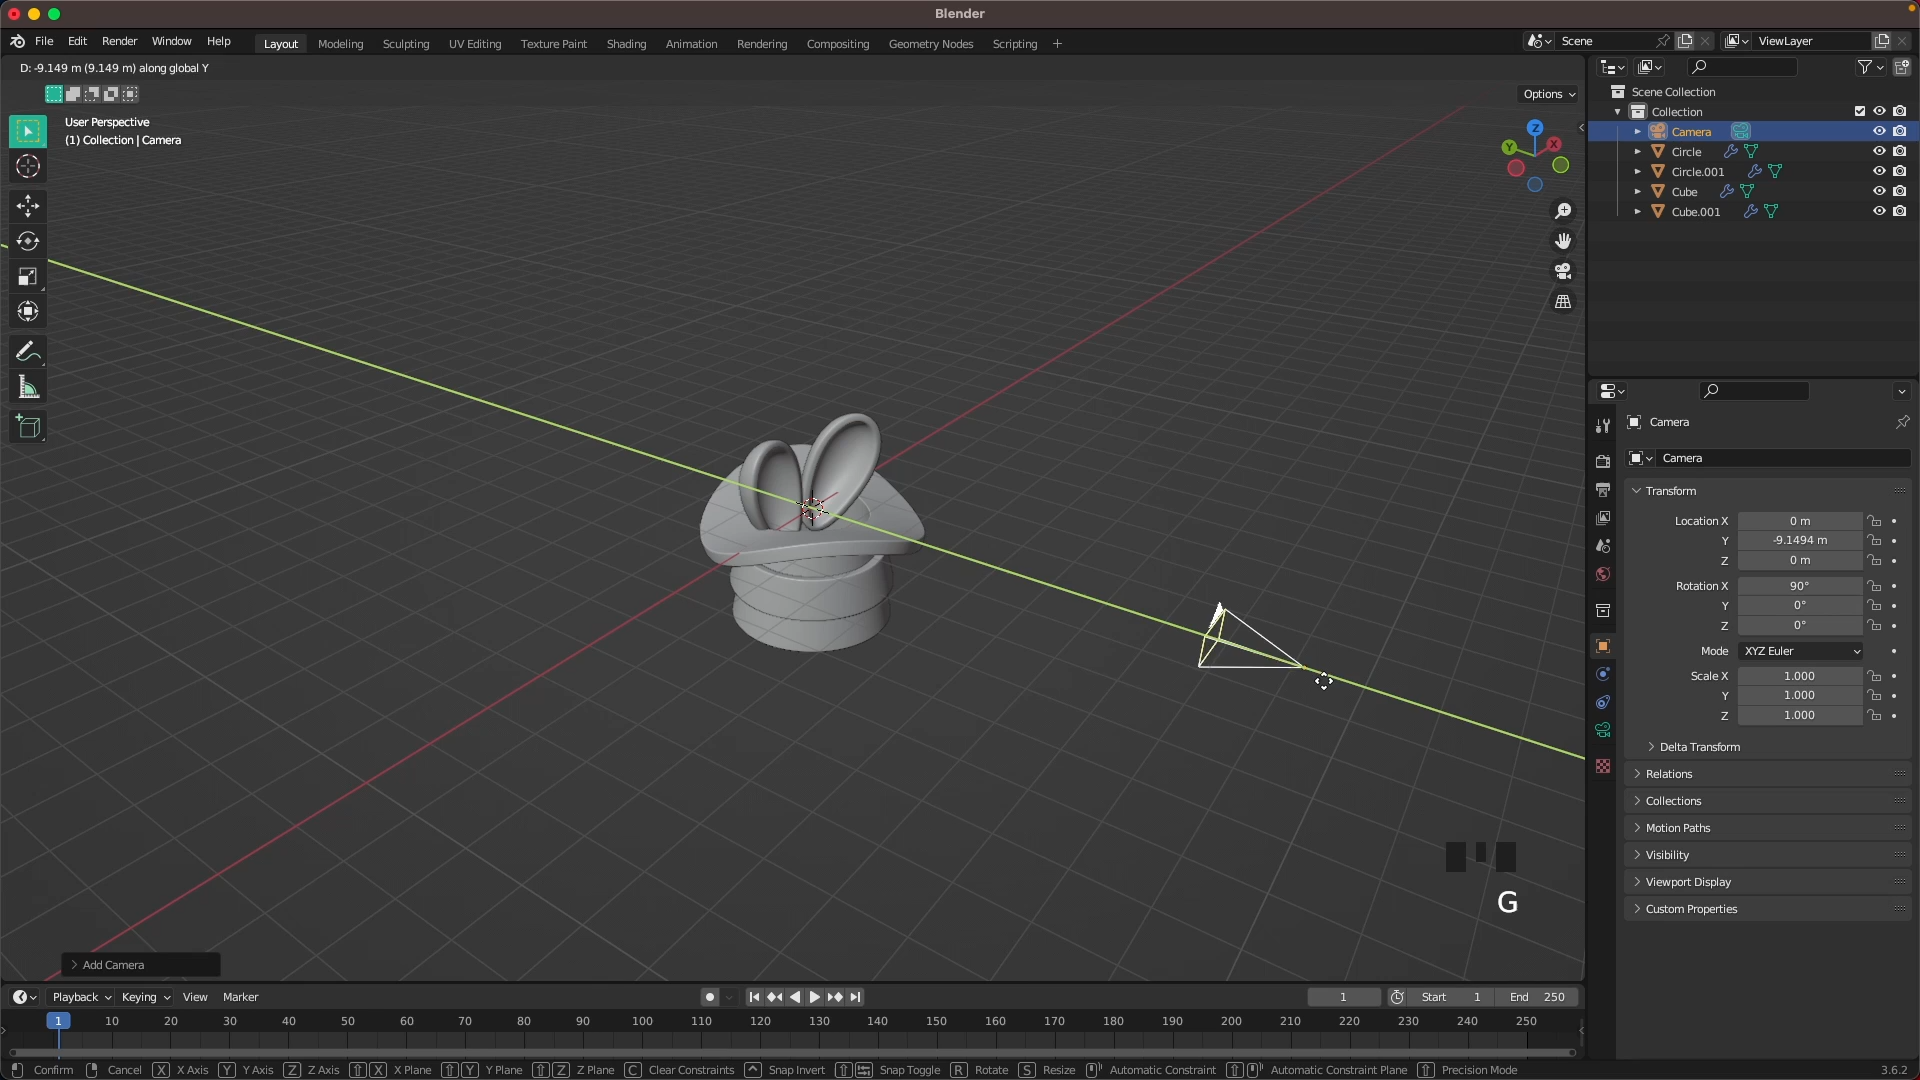 Blender
File Edit Render Window Help Layout Modeling Sculpting UV Editing Texture Paint Shading Animation Rendering Compositing Geometry Nodes Scripting + Scene ViewLayer
D: -9.149 m (9.149 m) along global Y
Options
User Perspective
(1) Collection | Camera
Z
Y X
Scene Collection
Collection
Camera
Circle
Circle.001
Cube
Cube.001
Camera
Camera
Transform
Location X 0 m
Y -9.1494 m
Z 0 m
Rotation X 90°
Y 0°
Z 0°
Mode XYZ Euler
Scale X 1.000
Y 1.000
Z 1.000
Delta Transform
Relations
Collections
Motion Paths
Visibility
Viewport Display
Custom Properties
G
Add Camera
Playback Keying View Marker 1 Start 1 End 250
1 10 20 30 40 50 60 70 80 90 100 110 120 130 140 150 160 170 180 190 200 210 220 230 240 250
Confirm Cancel X X Axis Y Y Axis Z Z Axis X X Plane Y Y Plane Z Z Plane C Clear Constraints Snap Invert Snap Toggle R Rotate S Resize Automatic Constraint Automatic Constraint Plane Precision Mode 3.6.2